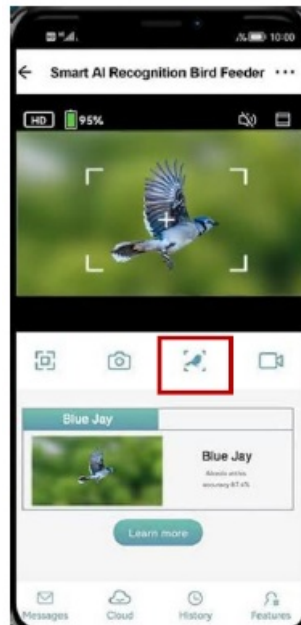 10:00
Smart AI Recognition Bird Feeder
HD 95%
Blue Jay
Blue Jay
Learn more
Messages Cloud History Features